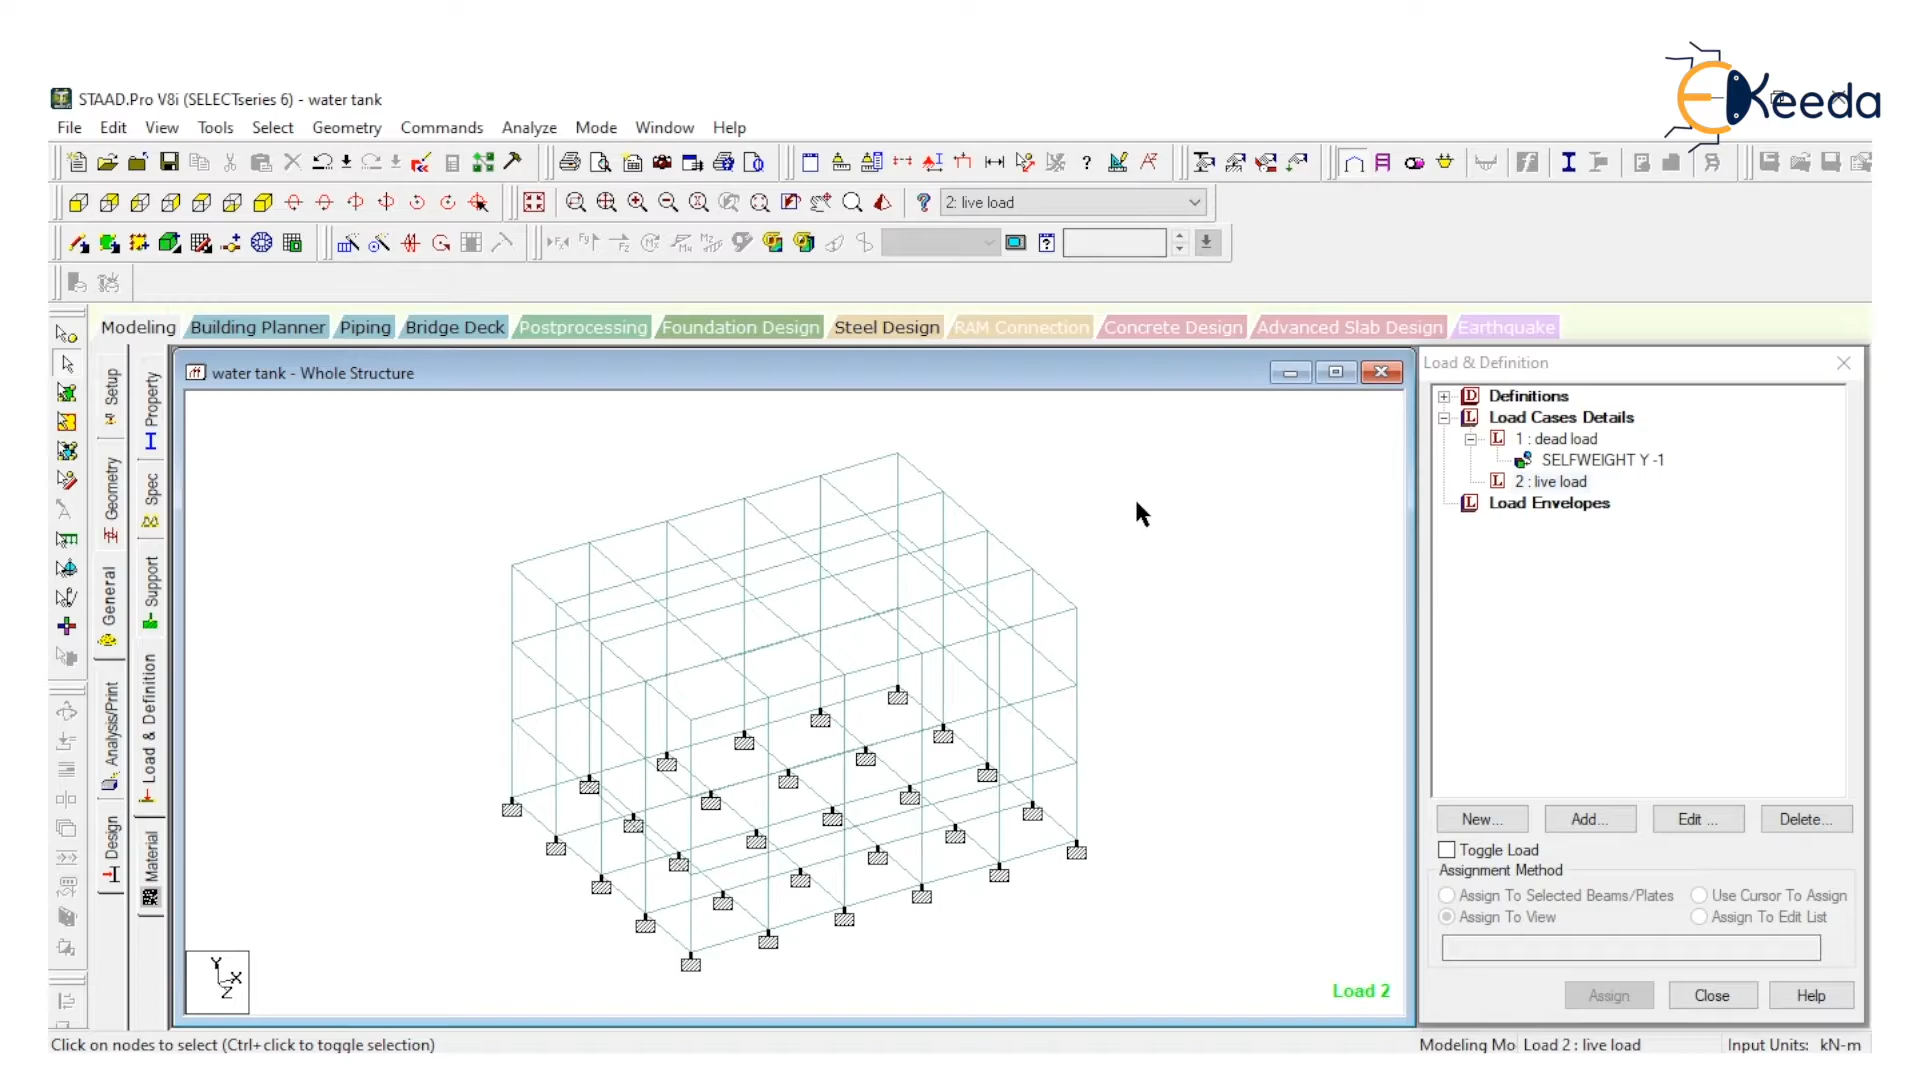 Ekeeda
STAAD.Pro V8i (SELECTseries 6) - water tank
File Edit View Tools Select Geometry Commands Analyze Mode Window Help
2: live load
Modeling Building Planner Piping Bridge Deck Postprocessing Foundation Design Steel Design RAM Connection Concrete Design Advanced Slab Design Earthquake
water tank - Whole Structure
Load & Definition
Setup
Geometry
General
Analysis/Print
Design
Property
Spec
Support
Load & Definition
Material
Definitions
Load Cases Details
1 : dead load
SELFWEIGHT Y -1
2 : live load
Load Envelopes
New... Add... Edit ... Delete...
Toggle Load
Assignment Method
Assign To Selected Beams/Plates Use Cursor To Assign
Assign To View Assign To Edit List
Y
X
Z
Load 2
Assign Close Help
Click on nodes to select (Ctrl+click to toggle selection)
Modeling Mo Load 2 : live load Input Units: kN-m